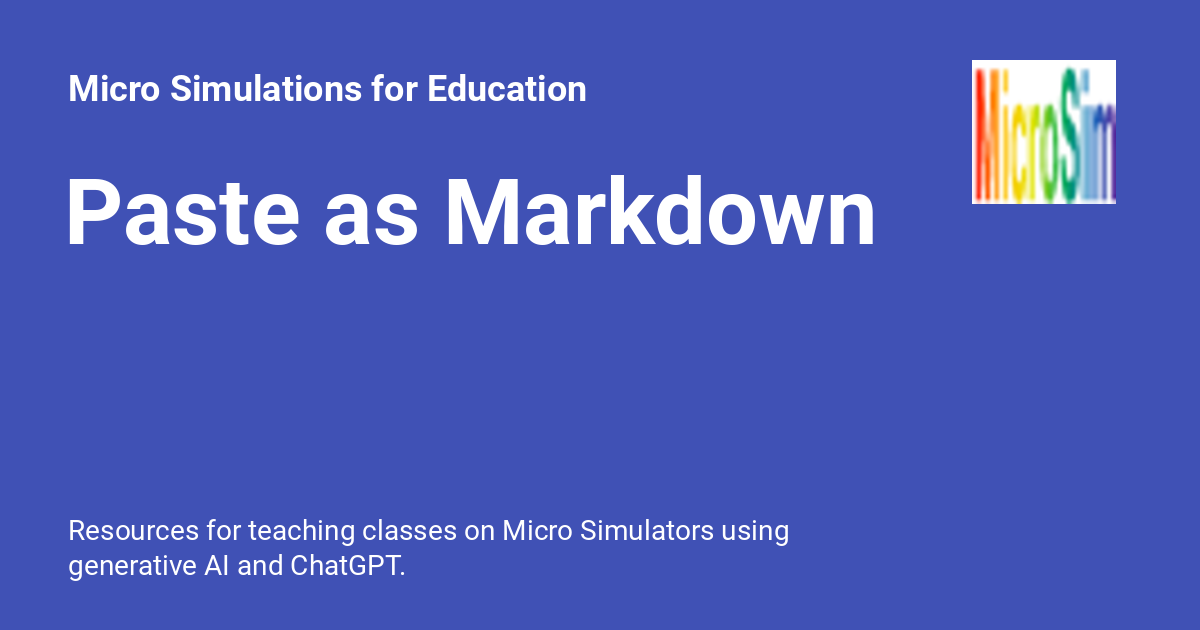 Micro Simulations for Education
MicroSim
Paste as Markdown
Resources for teaching classes on Micro Simulators using
generative AI and ChatGPT.